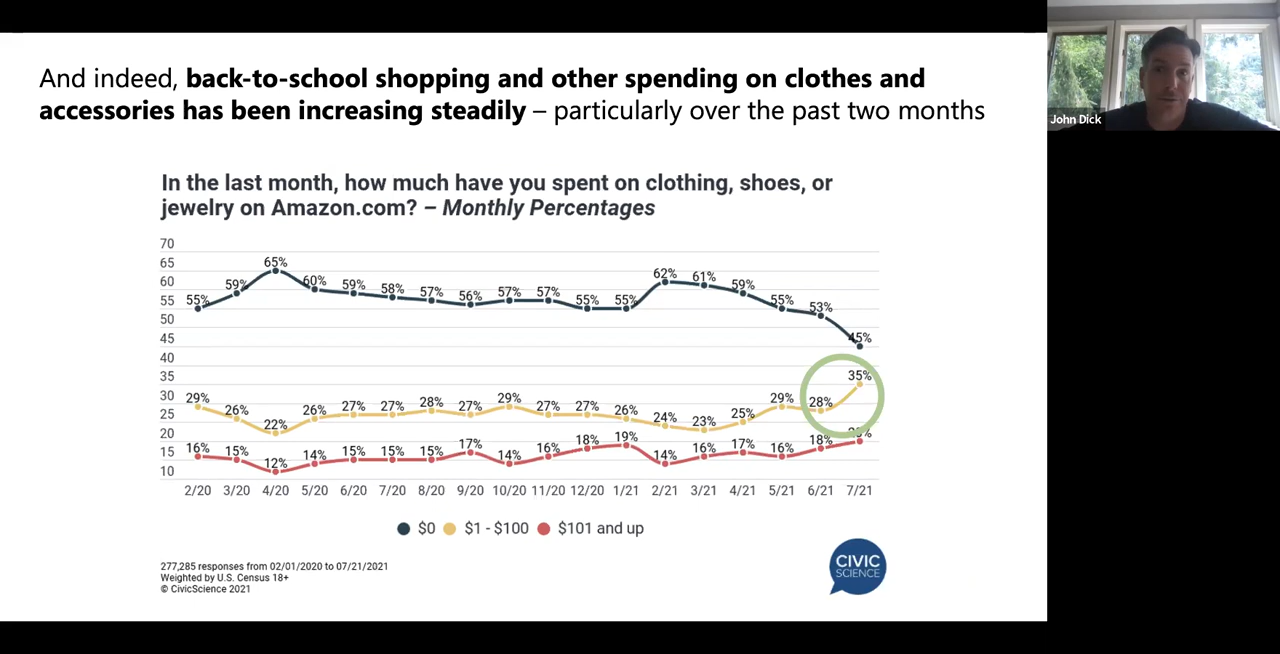 And indeed, back-to-school shopping and other spending on clothes and
accessories has been increasing steadily – particularly over the past two months
John Dick
In the last month, how much have you spent on clothing, shoes, or
jewelry on Amazon.com? – Monthly Percentages
70
65
60
55
50
45
40
35
30
25
20
15
10
55% 59% 65% 60% 59% 58% 57% 56% 57% 57% 55% 55% 62% 61% 59% 55% 53% 45%
29% 26% 22% 26% 27% 27% 28% 27% 29% 27% 27% 26% 24% 23% 25% 29% 28% 35%
16% 15% 12% 14% 15% 15% 15% 17% 14% 16% 18% 19% 14% 16% 17% 16% 18%
2/20 3/20 4/20 5/20 6/20 7/20 8/20 9/20 10/20 11/20 12/20 1/21 2/21 3/21 4/21 5/21 6/21 7/21
$0 $1 - $100 $101 and up
277,285 responses from 02/01/2020 to 07/21/2021
Weighted by U.S. Census 18+
© CivicScience 2021
CIVIC
SCIENCE